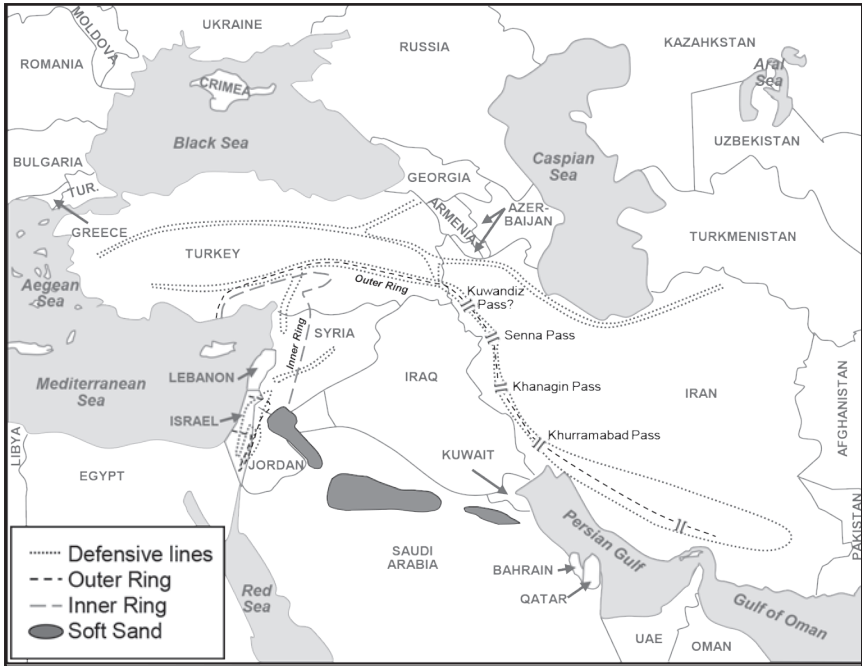 MOLDOVA
UKRAINE
RUSSIA
KAZAHKSTAN
ROMANIA
Aral
Sea
CRIMEA
Black Sea
UZBEKISTAN
BULGARIA
Caspian
Sea
GEORGIA
TUR.
ARMENIA
AZER-
BAIJAN
GREECE
TURKMENISTAN
TURKEY
Aegean
Sea
Outer Ring
Kuwandiz
Pass?
Inner Ring
SYRIA
Senna Pass
LEBANON
IRAQ
Khanagin Pass
IRAN
AFGHANISTAN
Mediterranean
Sea
ISRAEL
Khurramabad Pass
LIBYA
KUWAIT
EGYPT
JORDAN
PAKISTAN
Persian Gulf
SAUDI
ARABIA
BAHRAIN
QATAR
Red
Sea
Gulf of Oman
UAE
OMAN
Defensive lines
Outer Ring
Inner Ring
Soft Sand